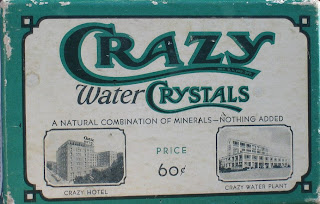 CRAZY
Water CRYSTALS
A NATURAL COMBINATION OF MINERALS—NOTHING ADDED
PRICE
60¢
CRAZY HOTEL
CRAZY WATER PLANT